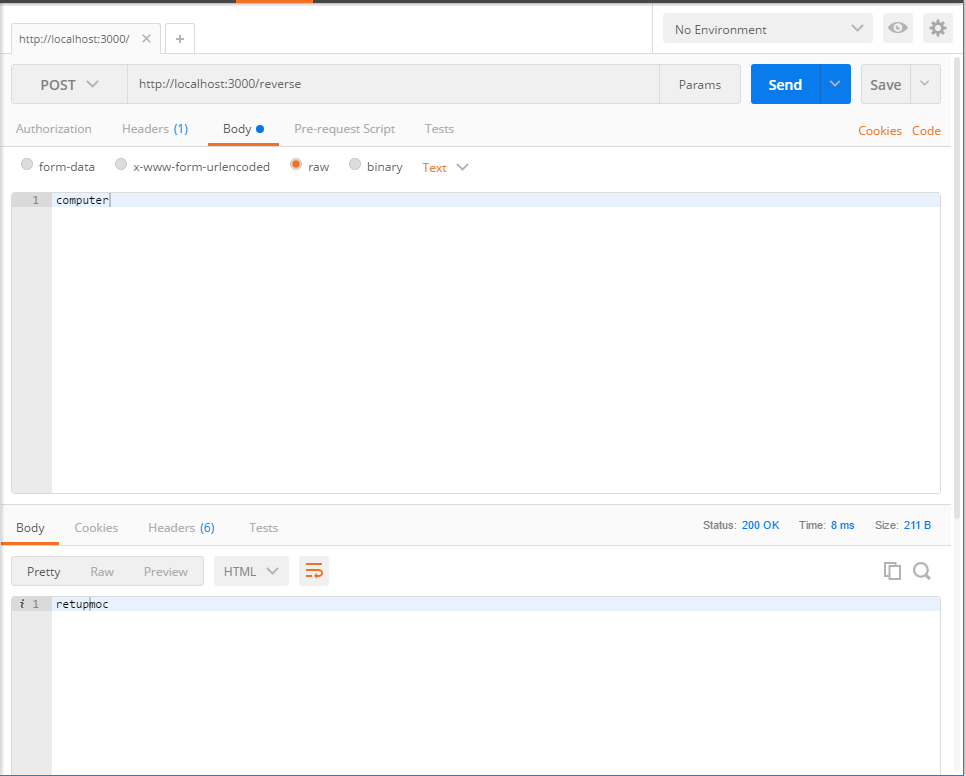 http://localhost:3000/ ✕ +
No Environment
POST http://localhost:3000/reverse Params Send Save
Authorization Headers (1) Body Pre-request Script Tests Cookies Code
form-data x-www-form-urlencoded raw binary Text
1 computer
Body Cookies Headers (6) Tests Status: 200 OK Time: 8 ms Size: 211 B
Pretty Raw Preview HTML
i 1 retupmoc